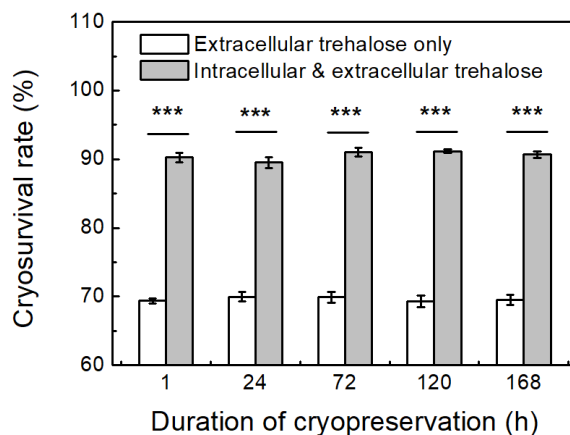 110
100
90
80
70
60
Cryosurvival rate (%)
Extracellular trehalose only
Intracellular & extracellular trehalose
*** *** *** *** ***
1 24 72 120 168
Duration of cryopreservation (h)